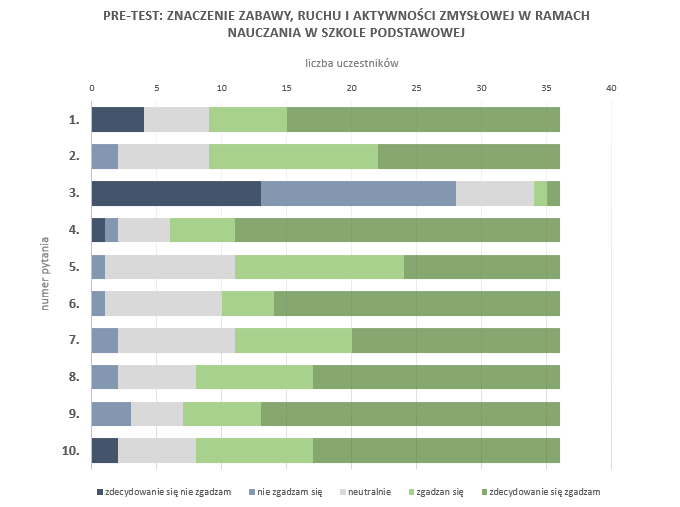 PRE-TEST: ZNACZENIE ZABAWY, RUCHU I AKTYWNOŚCI ZMYSŁOWEJ W RAMACH
NAUCZANIA W SZKOLE PODSTAWOWEJ
liczba uczestników
0 5 10 15 20 25 30 35 40
numer pytania
1.
2.
3.
4.
5.
6.
7.
8.
9.
10.
zdecydowanie się nie zgadzam nie zgadzam się neutralnie zgadzan się zdecydowanie się zgadzam